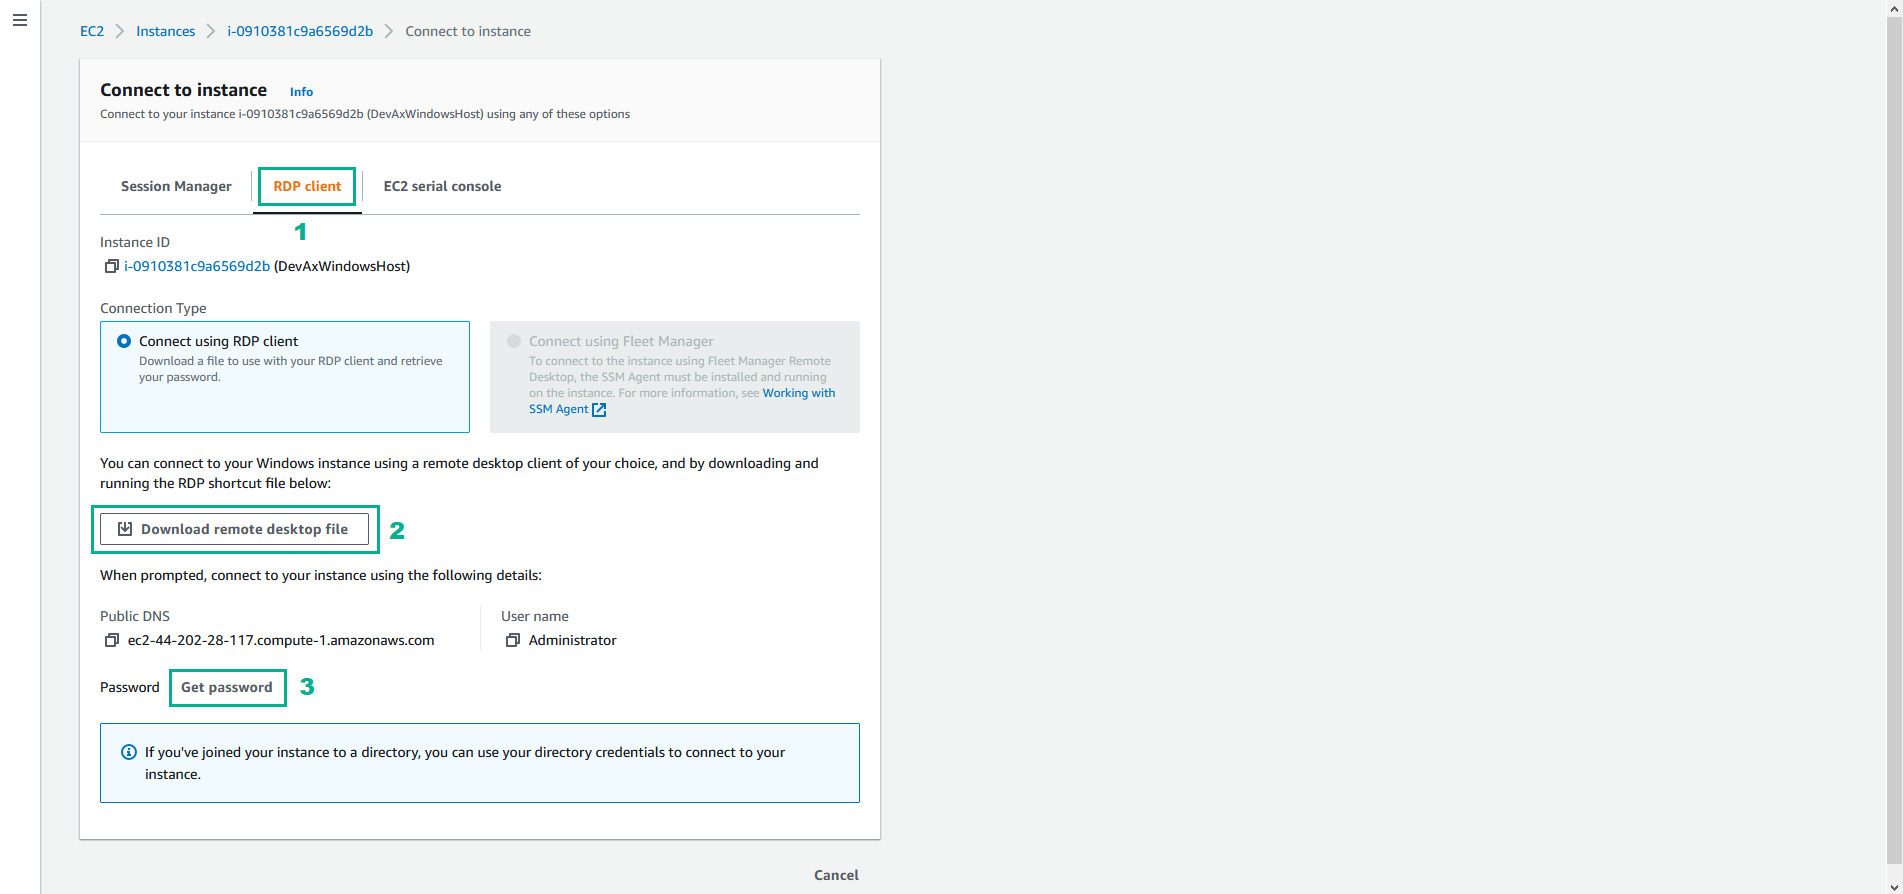 EC2 Instances i-0910381c9a6569d2b Connect to instance
Connect to instance Info
Connect to your instance i-0910381c9a6569d2b (DevAxWindowsHost) using any of these options
Session Manager RDP client EC2 serial console
1
Instance ID
i-0910381c9a6569d2b (DevAxWindowsHost)
Connection Type
Connect using RDP client
Download a file to use with your RDP client and retrieve
your password.
Connect using Fleet Manager
To connect to the instance using Fleet Manager Remote
Desktop, the SSM Agent must be installed and running
on the instance. For more information, see Working with
SSM Agent
You can connect to your Windows instance using a remote desktop client of your choice, and by downloading and
running the RDP shortcut file below:
Download remote desktop file 2
When prompted, connect to your instance using the following details:
Public DNS
ec2-44-202-28-117.compute-1.amazonaws.com
User name
Administrator
Password Get password 3
If you've joined your instance to a directory, you can use your directory credentials to connect to your
instance.
Cancel